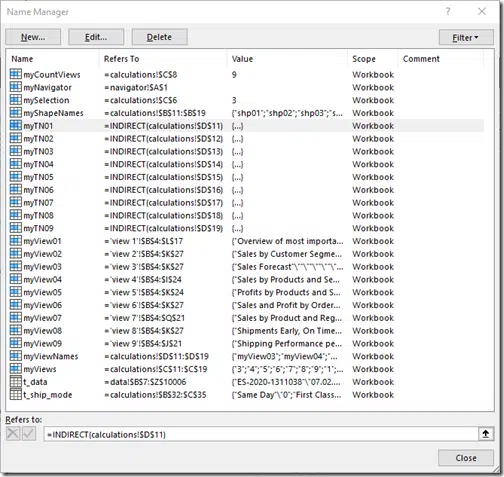 Name Manager
? ×
New... Edit... Delete Filter
Name Refers To Value Scope Comment
myCountViews =calculations!$C$8 9 Workbook
myNavigator =navigator!$A$1 Workbook
mySelection =calculations!$C$6 3 Workbook
myShapeNames =calculations!$B$11:$B$19 {"shp01";"shp02";"shp03";"s... Workbook
myTN01 =INDIRECT(calculations!$D$11) {...} Workbook
myTN02 =INDIRECT(calculations!$D$12) {...} Workbook
myTN03 =INDIRECT(calculations!$D$13) {...} Workbook
myTN04 =INDIRECT(calculations!$D$14) {...} Workbook
myTN05 =INDIRECT(calculations!$D$15) {...} Workbook
myTN06 =INDIRECT(calculations!$D$16) {...} Workbook
myTN07 =INDIRECT(calculations!$D$17) {...} Workbook
myTN08 =INDIRECT(calculations!$D$18) {...} Workbook
myTN09 =INDIRECT(calculations!$D$19) {...} Workbook
myView01 ='view 1'!$B$4:$L$17 {"Overview of most importa... Workbook
myView02 ='view 2'!$B$4:$K$27 {"Sales by Customer Segme... Workbook
myView03 ='view 3'!$B$4:$K$27 {"Sales Forecast"\""\""\""\""\"... Workbook
myView04 ='view 4'!$B$4:$I$24 {"Sales by Products and Se... Workbook
myView05 ='view 5'!$B$4:$K$24 {"Profits by Products and S... Workbook
myView06 ='view 6'!$B$4:$K$27 {"Sales and Profit by Order... Workbook
myView07 ='view 7'!$B$4:$Q$21 {"Sales by Product and Reg... Workbook
myView08 ='view 8'!$B$4:$K$27 {"Shipments Early, On Time... Workbook
myView09 ='view 9'!$B$4:$J$21 {"Shipping Performance pe... Workbook
myViewNames =calculations!$D$11:$D$19 {"myView03";"myView04";... Workbook
myViews =calculations!$C$11:$C$19 {"3";"4";"5";"6";"7";"8";"9";"1";... Workbook
t_data =data!$B$7:$Z$10006 {"ES-2020-1311038"\"07.02.... Workbook
t_ship_mode =calculations!$B$32:$C$35 {"Same Day"\"0";"First Class... Workbook
Refers to:
=INDIRECT(calculations!$D$11)
Close